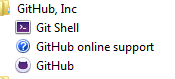 GitHub, Inc
Git Shell
GitHub online support
GitHub